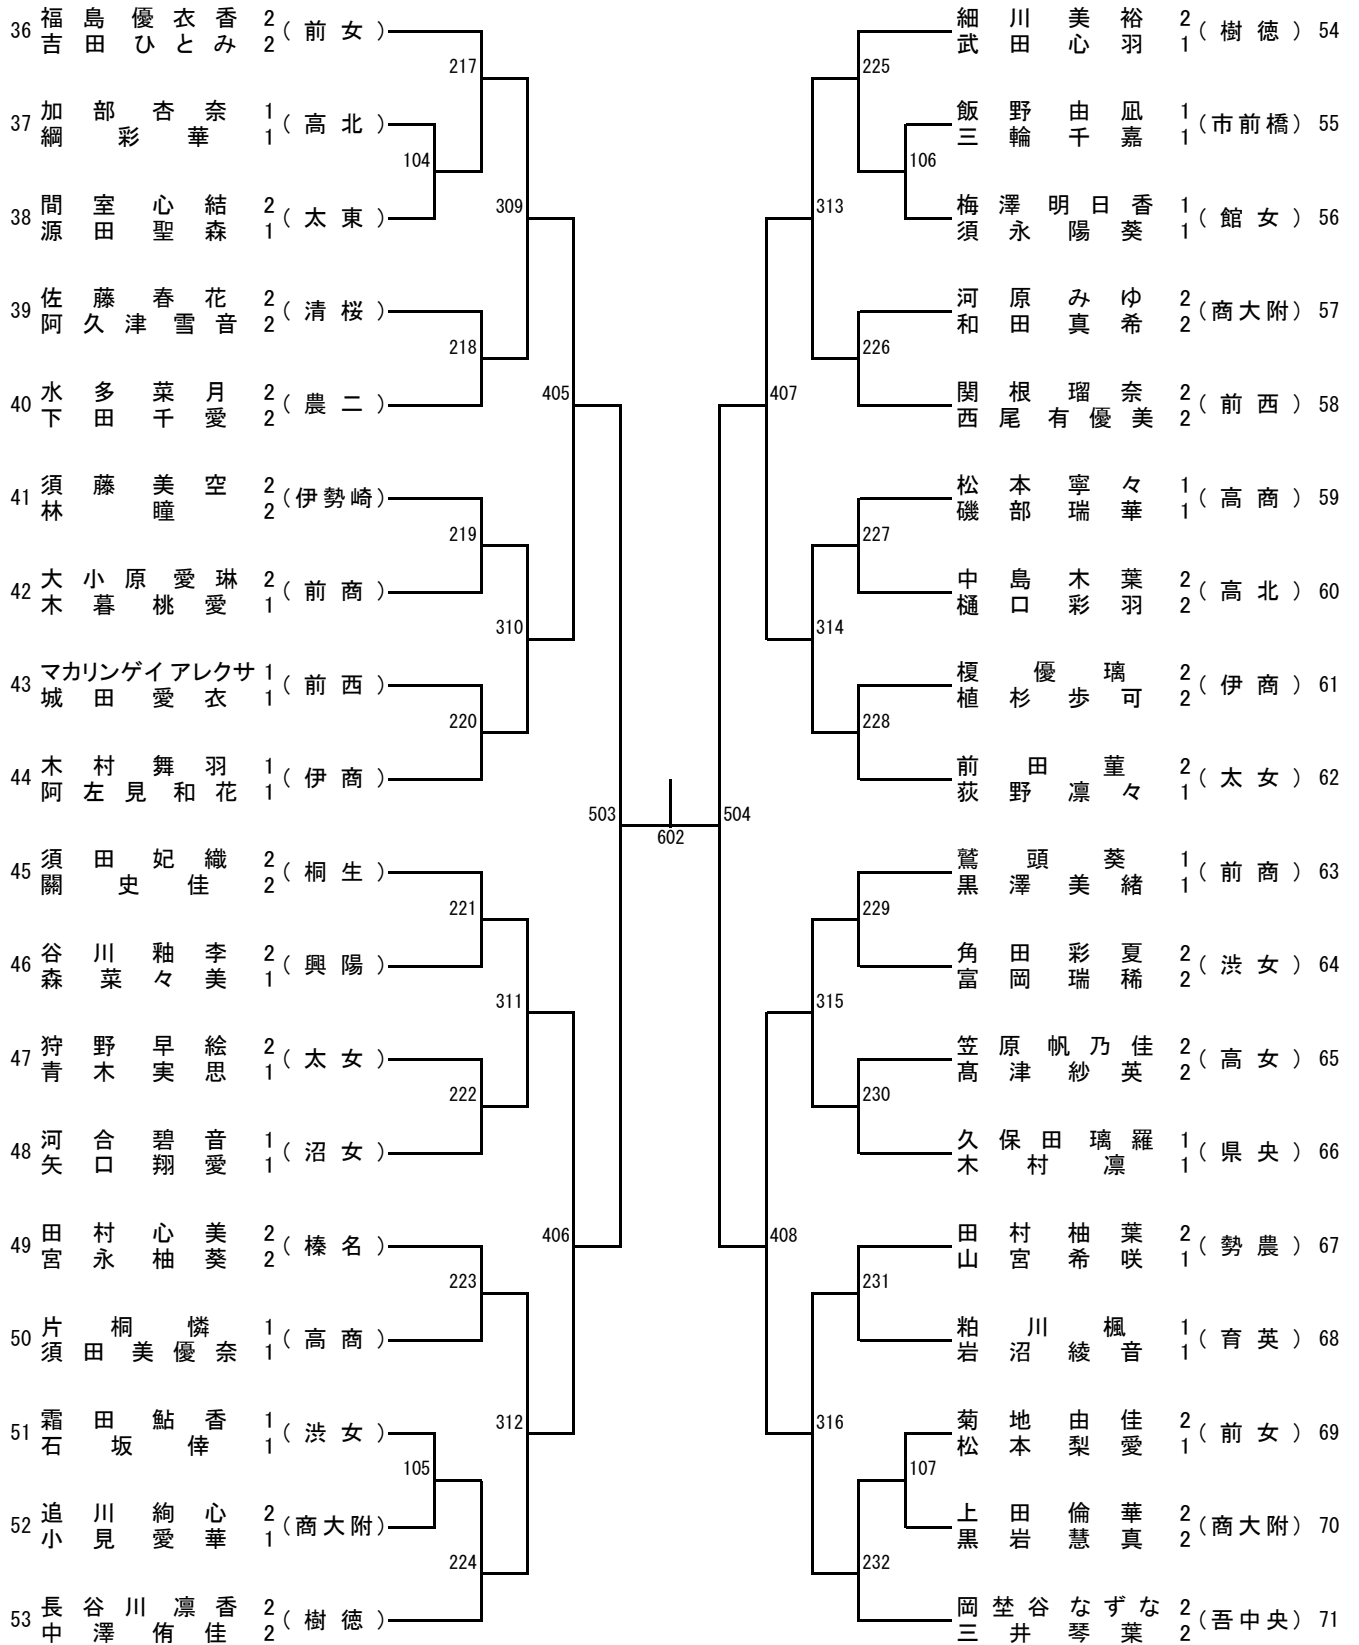 36 福島優衣香 2 (前女)
吉田ひとみ 2
217
37 加部杏奈 1 (高北)
綱彩華 1
104
38 間室心結 2 (太東)
源田聖森 1
309
39 佐藤春花 2 (清桜)
阿久津雪音 2
218
40 水多菜月 2 (農二)
下田千愛 2
405
41 須藤美空 2 (伊勢崎)
林瞳 2
219
42 大小原愛琳 2 (前商)
木暮桃愛 1
310
43 マカリンゲイ アレクサ 1 (前西)
城田愛衣 1
220
44 木村舞羽 1 (伊商)
阿左見和花 1
503
45 須田妃織 2 (桐生)
關史佳 2
221
46 谷川釉李 2 (興陽)
森菜々美 1
311
47 狩野早絵 2 (太女)
青木実思 1
222
48 河合碧音 1 (沼女)
矢口翔愛 1
406
49 田村心美 2 (榛名)
宮永柚葵 2
223
50 片桐憐 1 (高商)
須田美優奈 1
312
51 霜田鮎香 1 (渋女)
石坂倖 1
105
52 追川絢心 2 (商大附)
小見愛華 1
224
53 長谷川凛香 2 (樹徳)
中澤侑佳 2
602
細川美裕 2 (樹徳) 54
武田心羽 1
225
飯野由凪 1 (市前橋) 55
三輪千嘉 1
106
梅澤明日香 1 (館女) 56
須永陽葵 1
313
河原みゆ 2 (商大附) 57
和田真希 2
226
関根瑠奈 2 (前西) 58
西尾有優美 2
407
松本寧々 1 (高商) 59
磯部瑞華 1
227
中島木葉 2 (高北) 60
樋口彩羽 2
314
榎優璃 2 (伊商) 61
植杉歩可 2
228
前田菫 2 (太女) 62
荻野凛々 1
504
鷲頭葵 1 (前商) 63
黒澤美緒 1
229
角田彩夏 2 (渋女) 64
富岡瑞稀 2
315
笠原帆乃佳 2 (高女) 65
髙津紗英 2
230
久保田璃羅 1 (県央) 66
木村凛 1
408
田村柚葉 2 (勢農) 67
山宮希咲 1
231
粕川楓 1 (育英) 68
岩沼綾音 1
316
菊地由佳 2 (前女) 69
松本梨愛 1
107
上田倫華 2 (商大附) 70
黒岩慧真 2
232
岡埜谷なずな 2 (吾中央) 71
三井琴葉 2